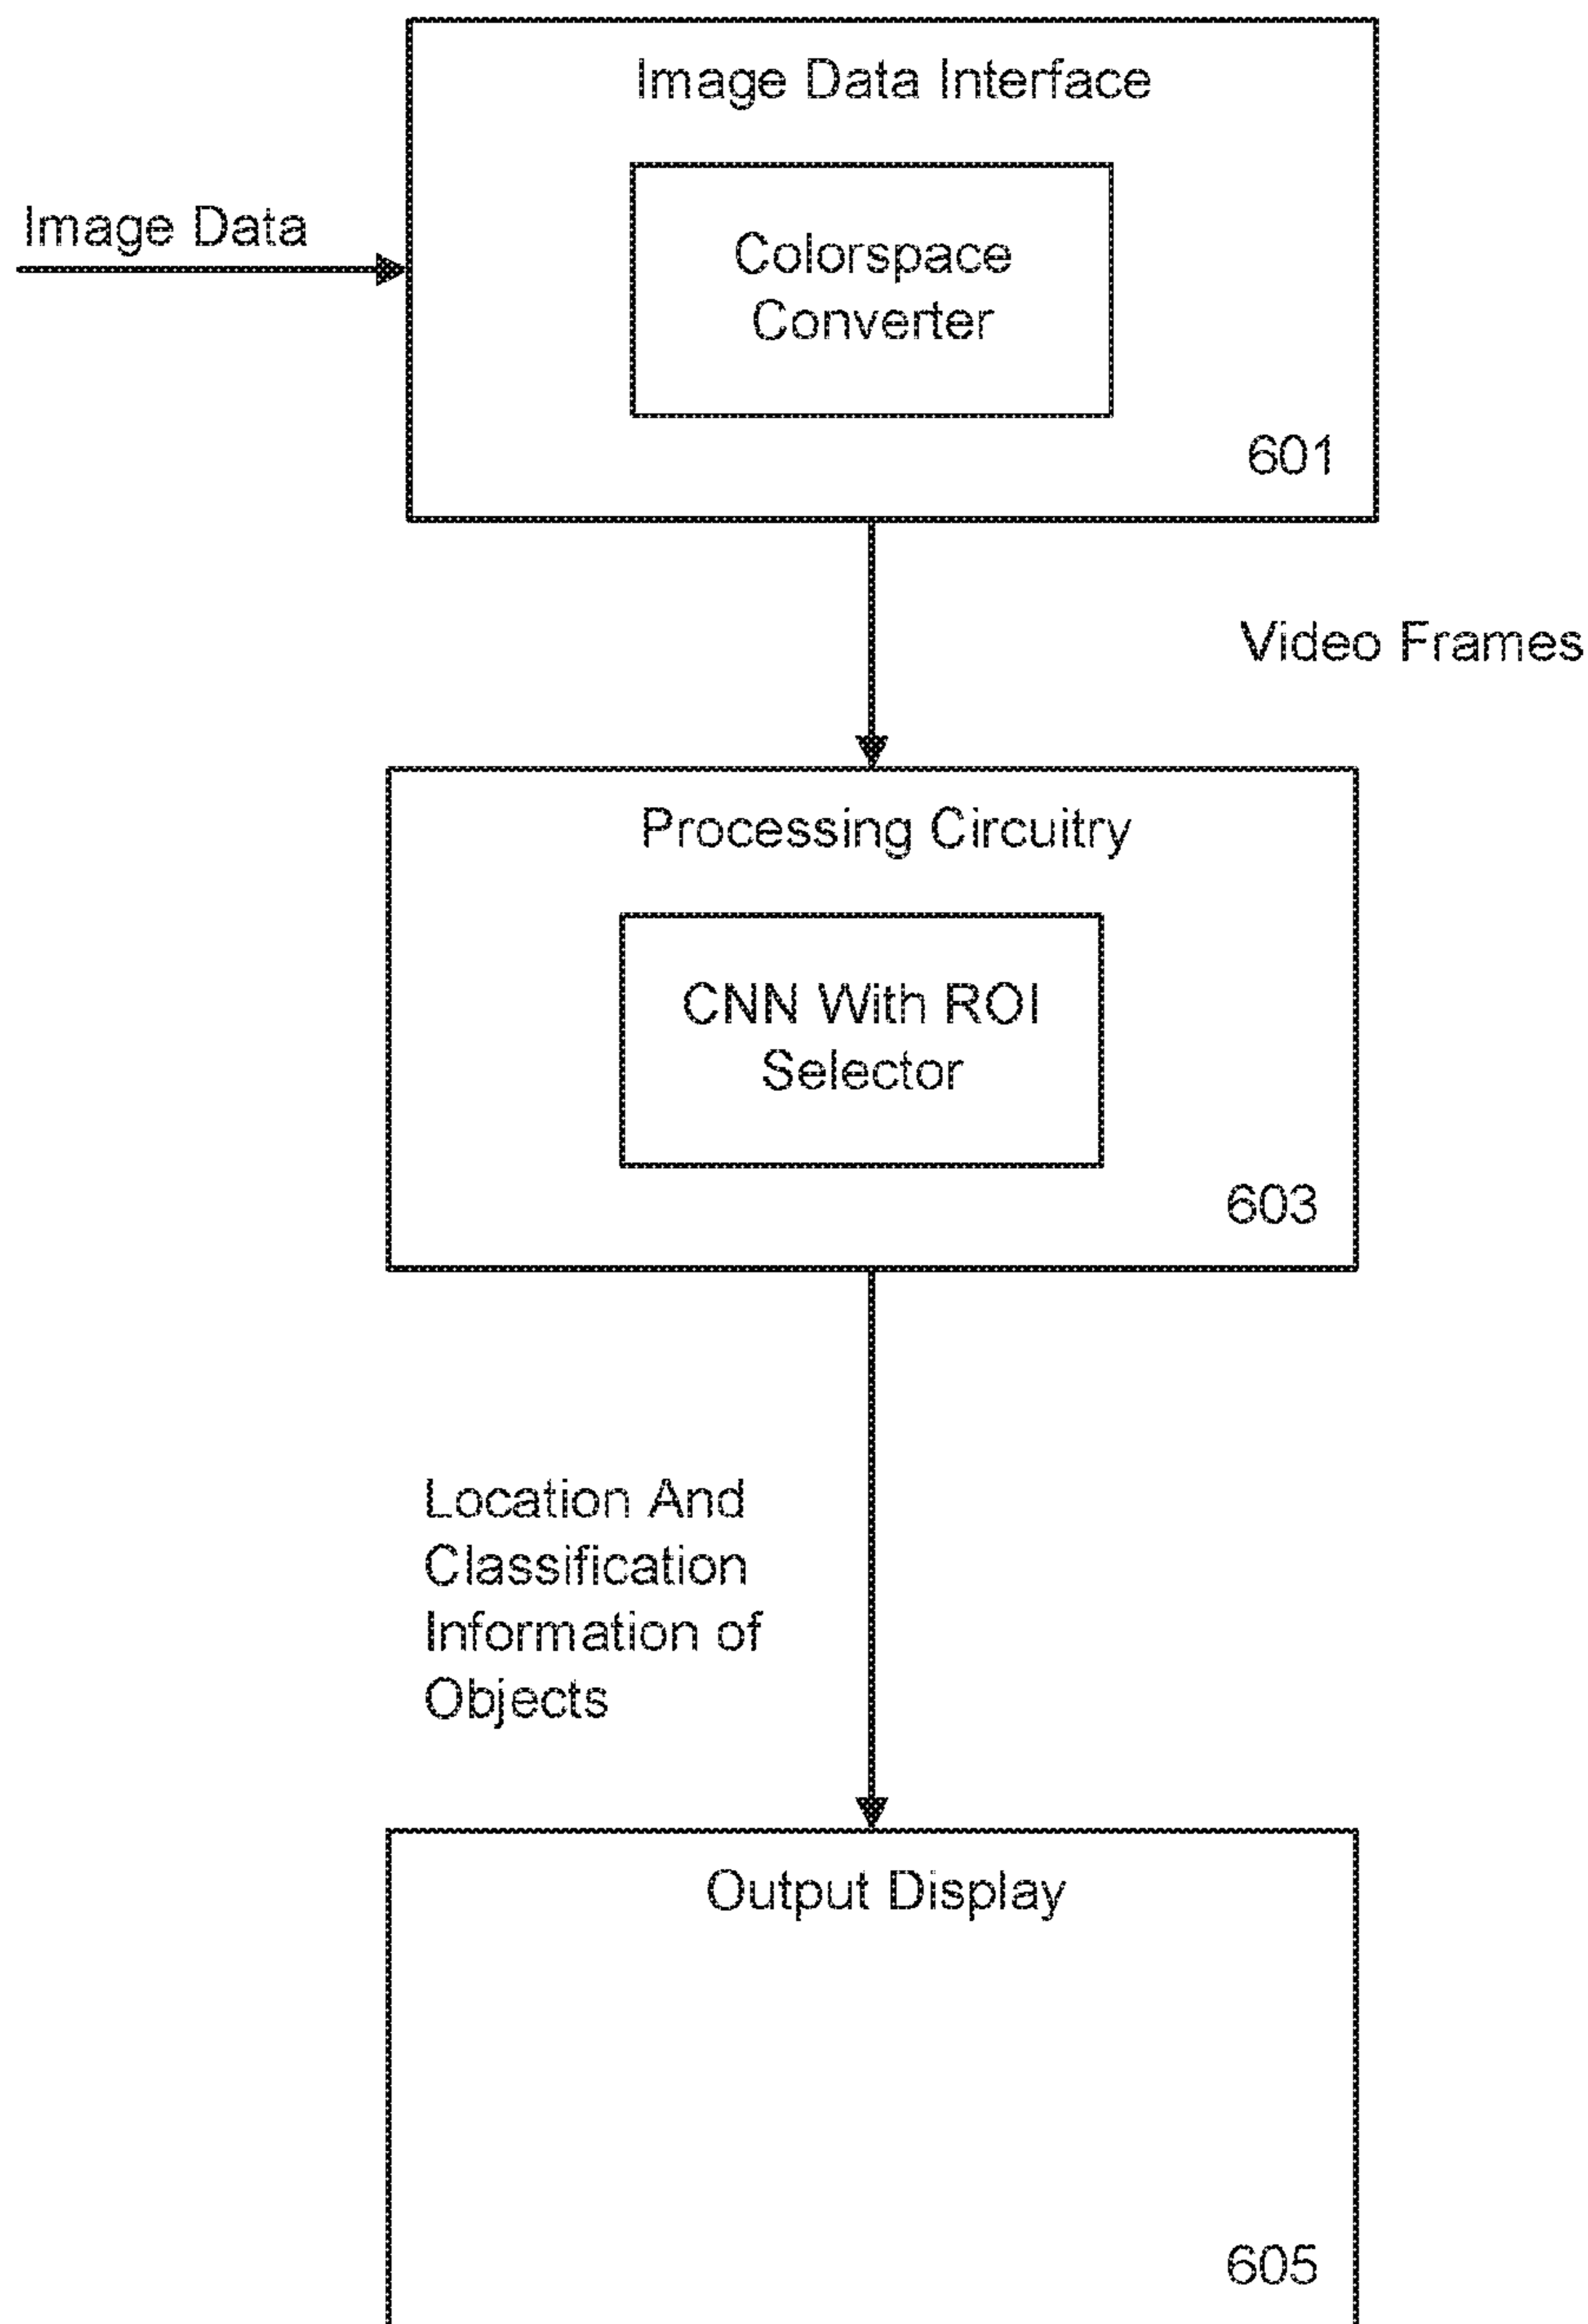 Image Data Interface
Image Data
Colorspace
Converter
601
Video Frames
Processing Circuitry
CNN With ROI
Selector
603
Location And
Classification
Information of
Objects
Output Display
605